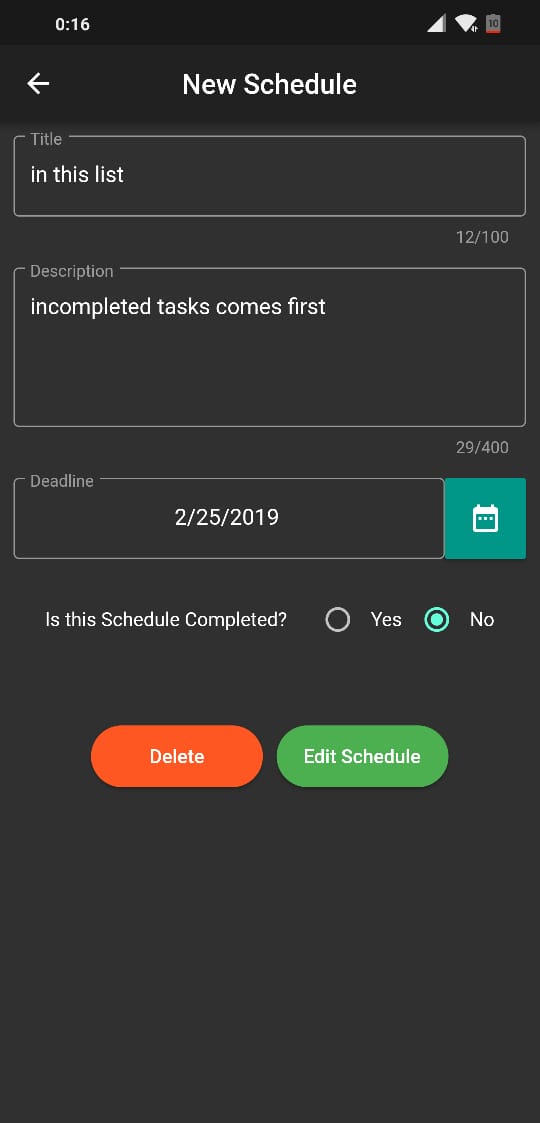 0:16
10
New Schedule
Title
in this list
12/100
Description
incompleted tasks comes first
29/400
Deadline
2/25/2019
Is this Schedule Completed? Yes No
Delete Edit Schedule